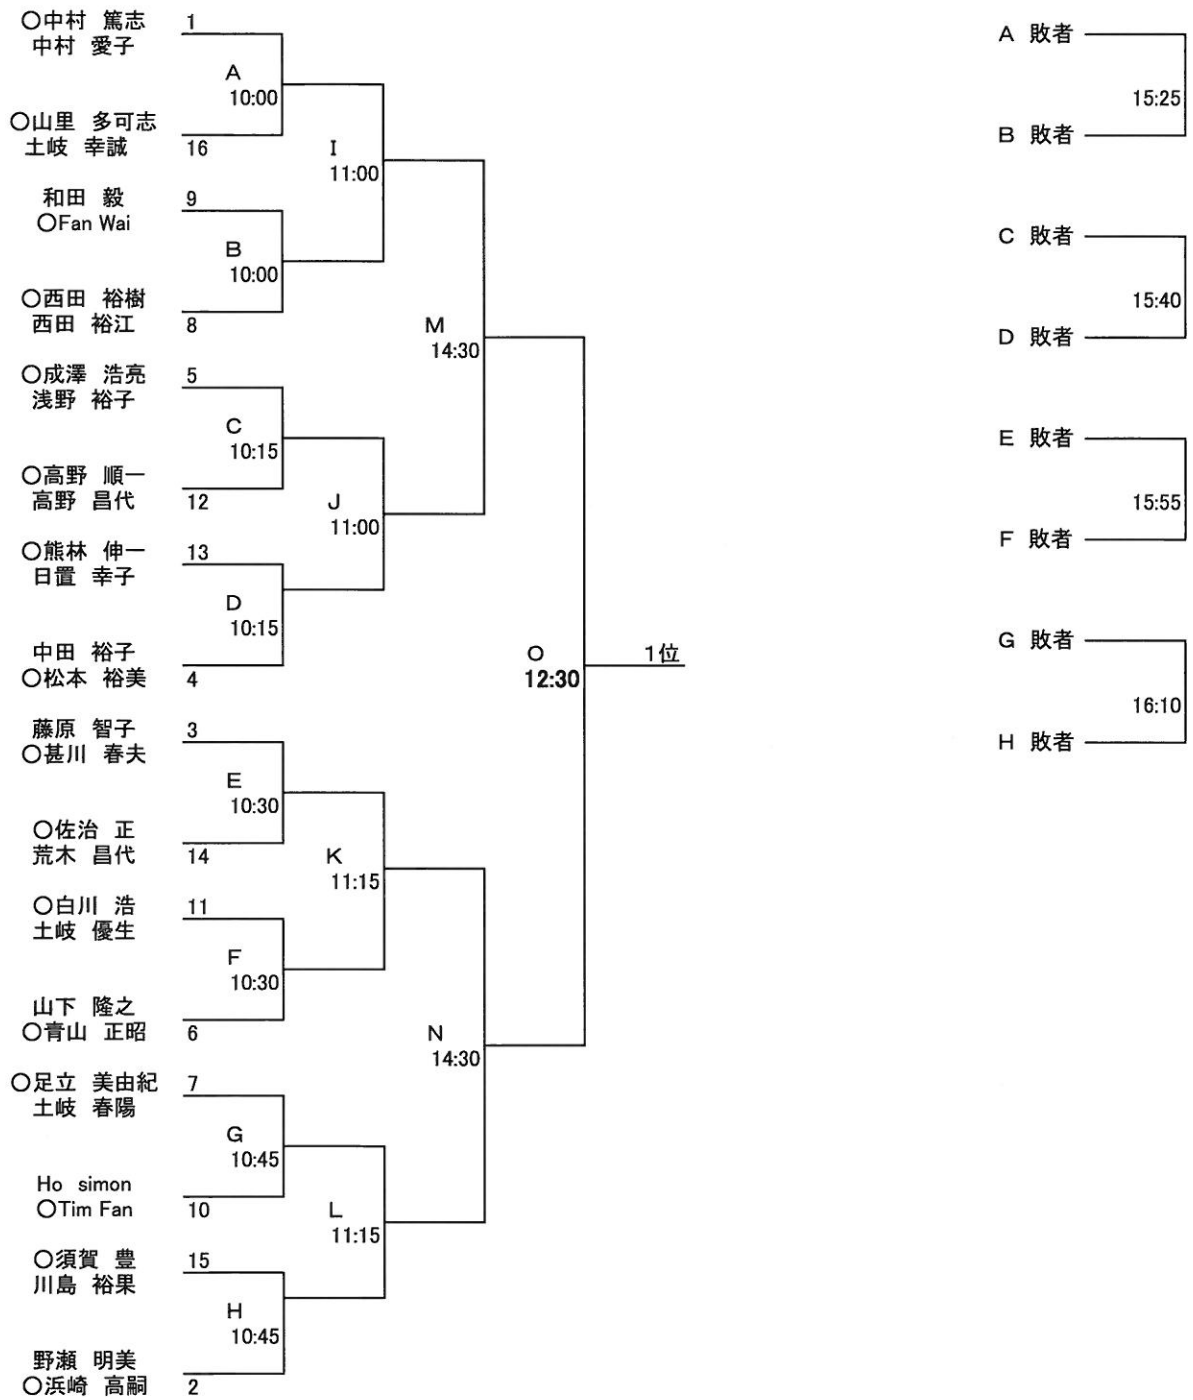 ○中村 篤志
中村 愛子
1
A
10:00
○山里 多可志
土岐 幸誠
16
I
11:00
和田 毅
○Fan Wai
9
B
10:00
○西田 裕樹
西田 裕江
8
M
14:30
○成澤 浩亮
浅野 裕子
5
C
10:15
○高野 順一
高野 昌代
12
J
11:00
○熊林 伸一
日置 幸子
13
D
10:15
中田 裕子
○松本 裕美
4
O
12:30
1位
藤原 智子
○甚川 春夫
3
E
10:30
○佐治 正
荒木 昌代
14
K
11:15
○白川 浩
土岐 優生
11
F
10:30
山下 隆之
○青山 正昭
6
N
14:30
○足立 美由紀
土岐 春陽
7
G
10:45
Ho simon
○Tim Fan
10
L
11:15
○須賀 豊
川島 裕果
15
H
10:45
野瀬 明美
○浜崎 高嗣
2
A 敗者
15:25
B 敗者
C 敗者
15:40
D 敗者
E 敗者
15:55
F 敗者
G 敗者
16:10
H 敗者